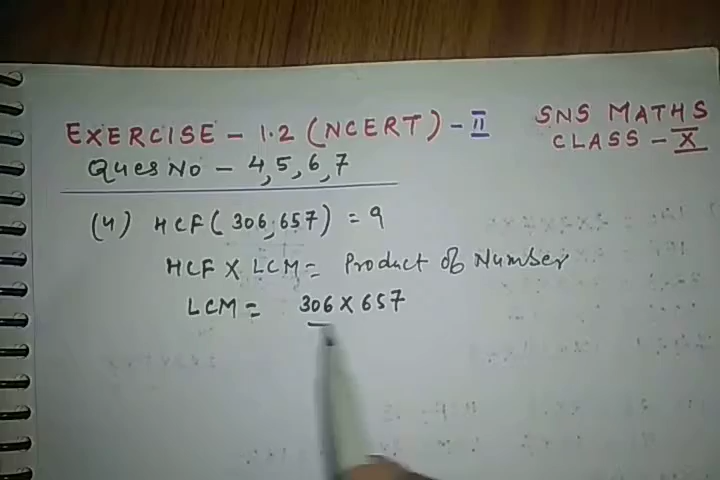 EXERCISE - 1.2 (NCERT) - II
SNS MATHS
CLASS - X
Ques No - 4,5,6,7
(4) HCF(306,657) = 9
HCF X LCM = Product of Number
LCM = 306 X 657